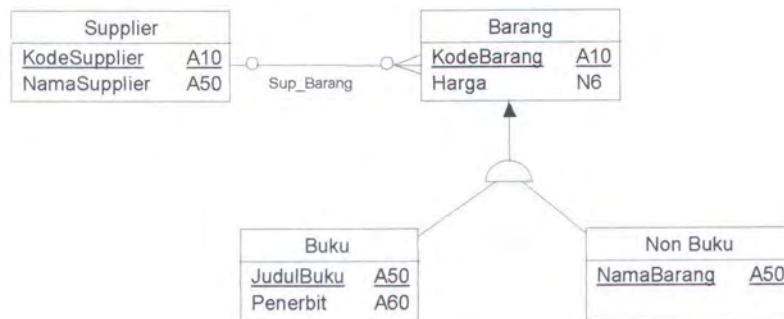 Supplier
KodeSupplier A10
NamaSupplier A50
Sup_Barang
Barang
KodeBarang A10
Harga N6
Buku
JudulBuku A50
Penerbit A60
Non Buku
NamaBarang A50